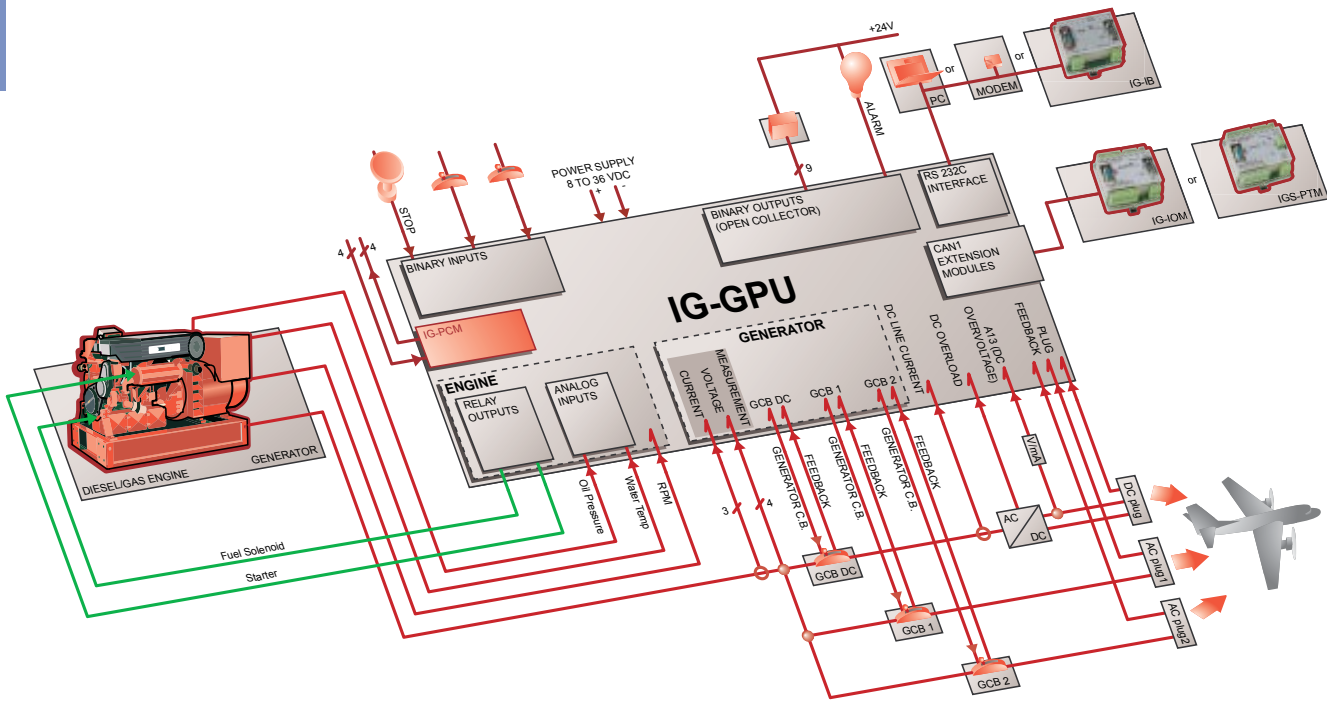 +24V
or
or
PC
MODEM
IG-IB
ALARM
9
POWER SUPPLY
8 TO 36 VDC
+ -
STOP
4 4
RS 232C
INTERFACE
BINARY OUTPUTS
(OPEN COLLECTOR)
or
IG-IOM
IGS-PTM
CAN1
EXTENSION
MODULES
BINARY INPUTS
IG-GPU
IG-PCM
GENERATOR
ENGINE
RELAY
OUTPUTS
ANALOG
INPUTS
CURRENT
VOLTAGE
MEASUREMENT
GCB DC
GCB 1
GCB 2
DC LINE CURRENT
DC OVERLOAD
A13 (DC
OVERVOLTAGE)
PLUG
FEEDBACK
DIESEL/GAS ENGINE
GENERATOR
Oil Pressure
Water Temp
RPM
3
4
GENERATOR C.B.
FEEDBACK
GENERATOR C.B.
FEEDBACK
GENERATOR C.B.
FEEDBACK
V/mA
AC
DC
Fuel Solenoid
Starter
GCB DC
GCB 1
GCB 2
DC plug
AC plug1
AC plug2